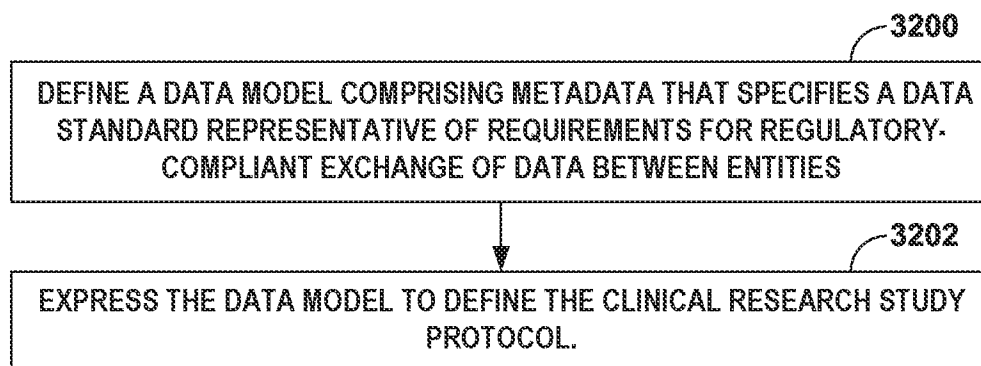 3200
DEFINE A DATA MODEL COMPRISING METADATA THAT SPECIFIES A DATA
STANDARD REPRESENTATIVE OF REQUIREMENTS FOR REGULATORY-
COMPLIANT EXCHANGE OF DATA BETWEEN ENTITIES
3202
EXPRESS THE DATA MODEL TO DEFINE THE CLINICAL RESEARCH STUDY
PROTOCOL.